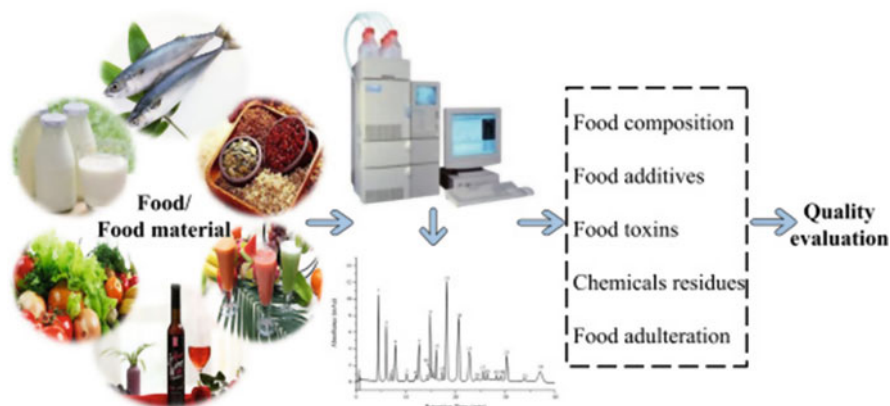 Food/
Food material
Food composition
Food additives
Food toxins
Chemicals residues
Food adulteration
Quality
evaluation